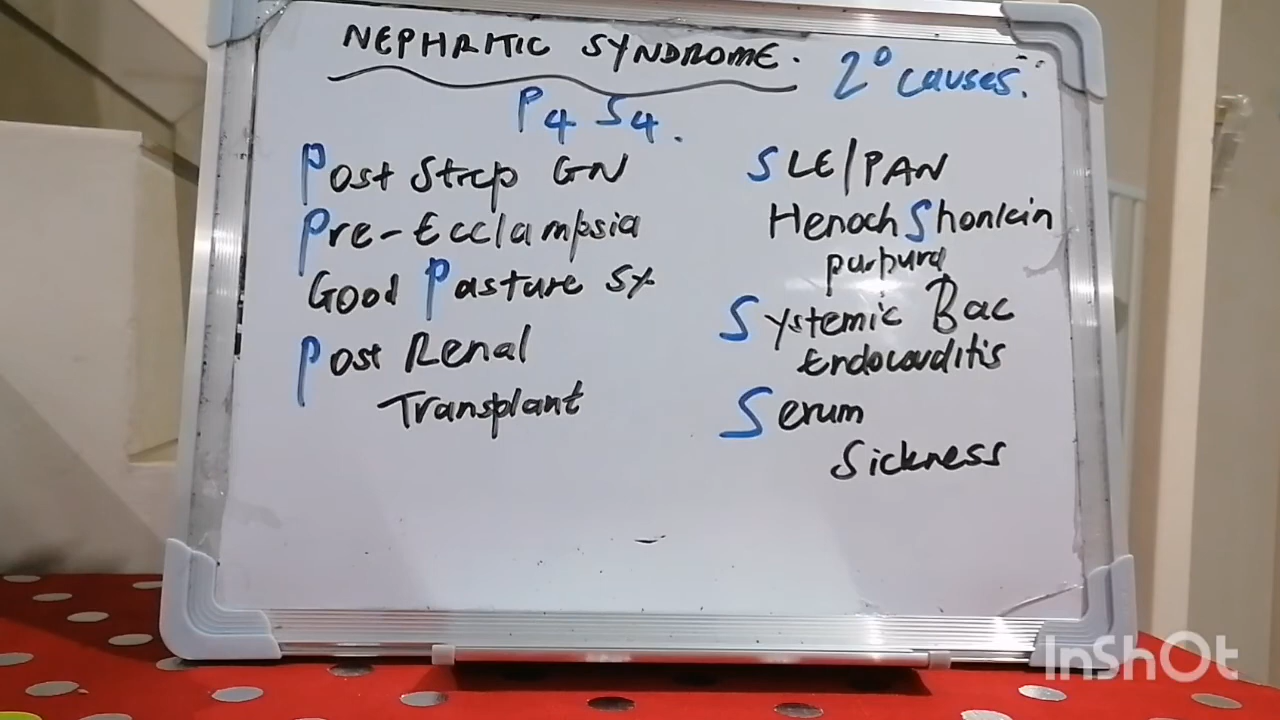 NEPHRITIC SYNDROME.
2° causes.
P4 S4.
Post Strep GN
Pre-Ecclampsia
Good Pasture Sx
Post Renal
Transplant
SLE/PAN
Henoch Shonlein
purpura
Systemic Bac
Endocarditis
Serum
Sickness
InShOt